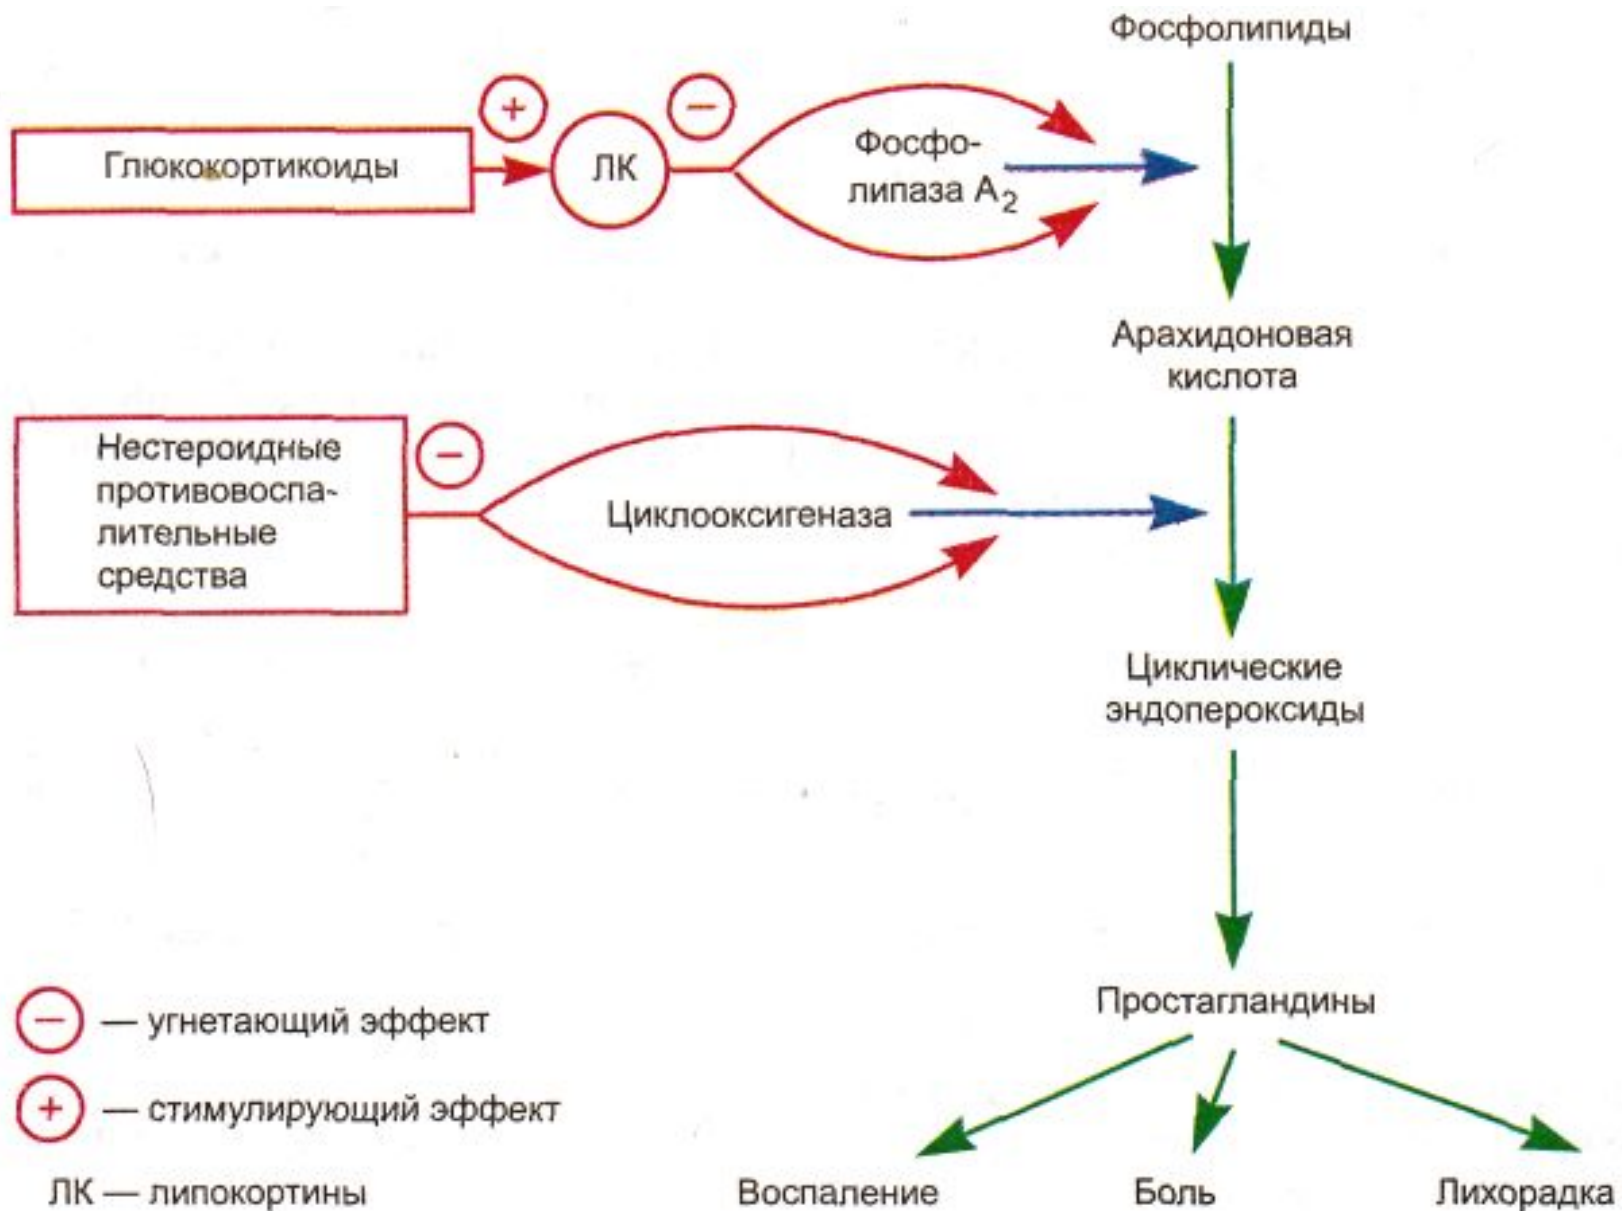 Фосфолипиды
+
−
Глюкокортикоиды
ЛК
Фосфо-
липаза A2
Арахидоновая
кислота
Нестероидные
противовоспа-
лительные
средства
−
Циклооксигеназа
Циклические
эндопероксиды
Простагландины
− — угнетающий эффект
+ — стимулирующий эффект
ЛК — липокортины
Воспаление
Боль
Лихорадка